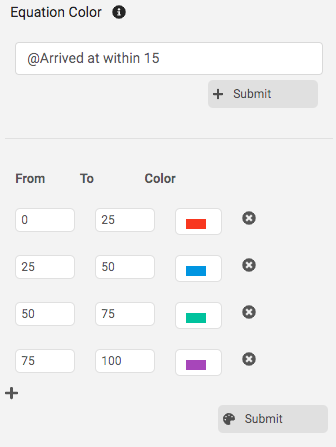 Equation Color
@Arrived at within 15
Submit
From To Color
0 25
25 50
50 75
75 100
Submit